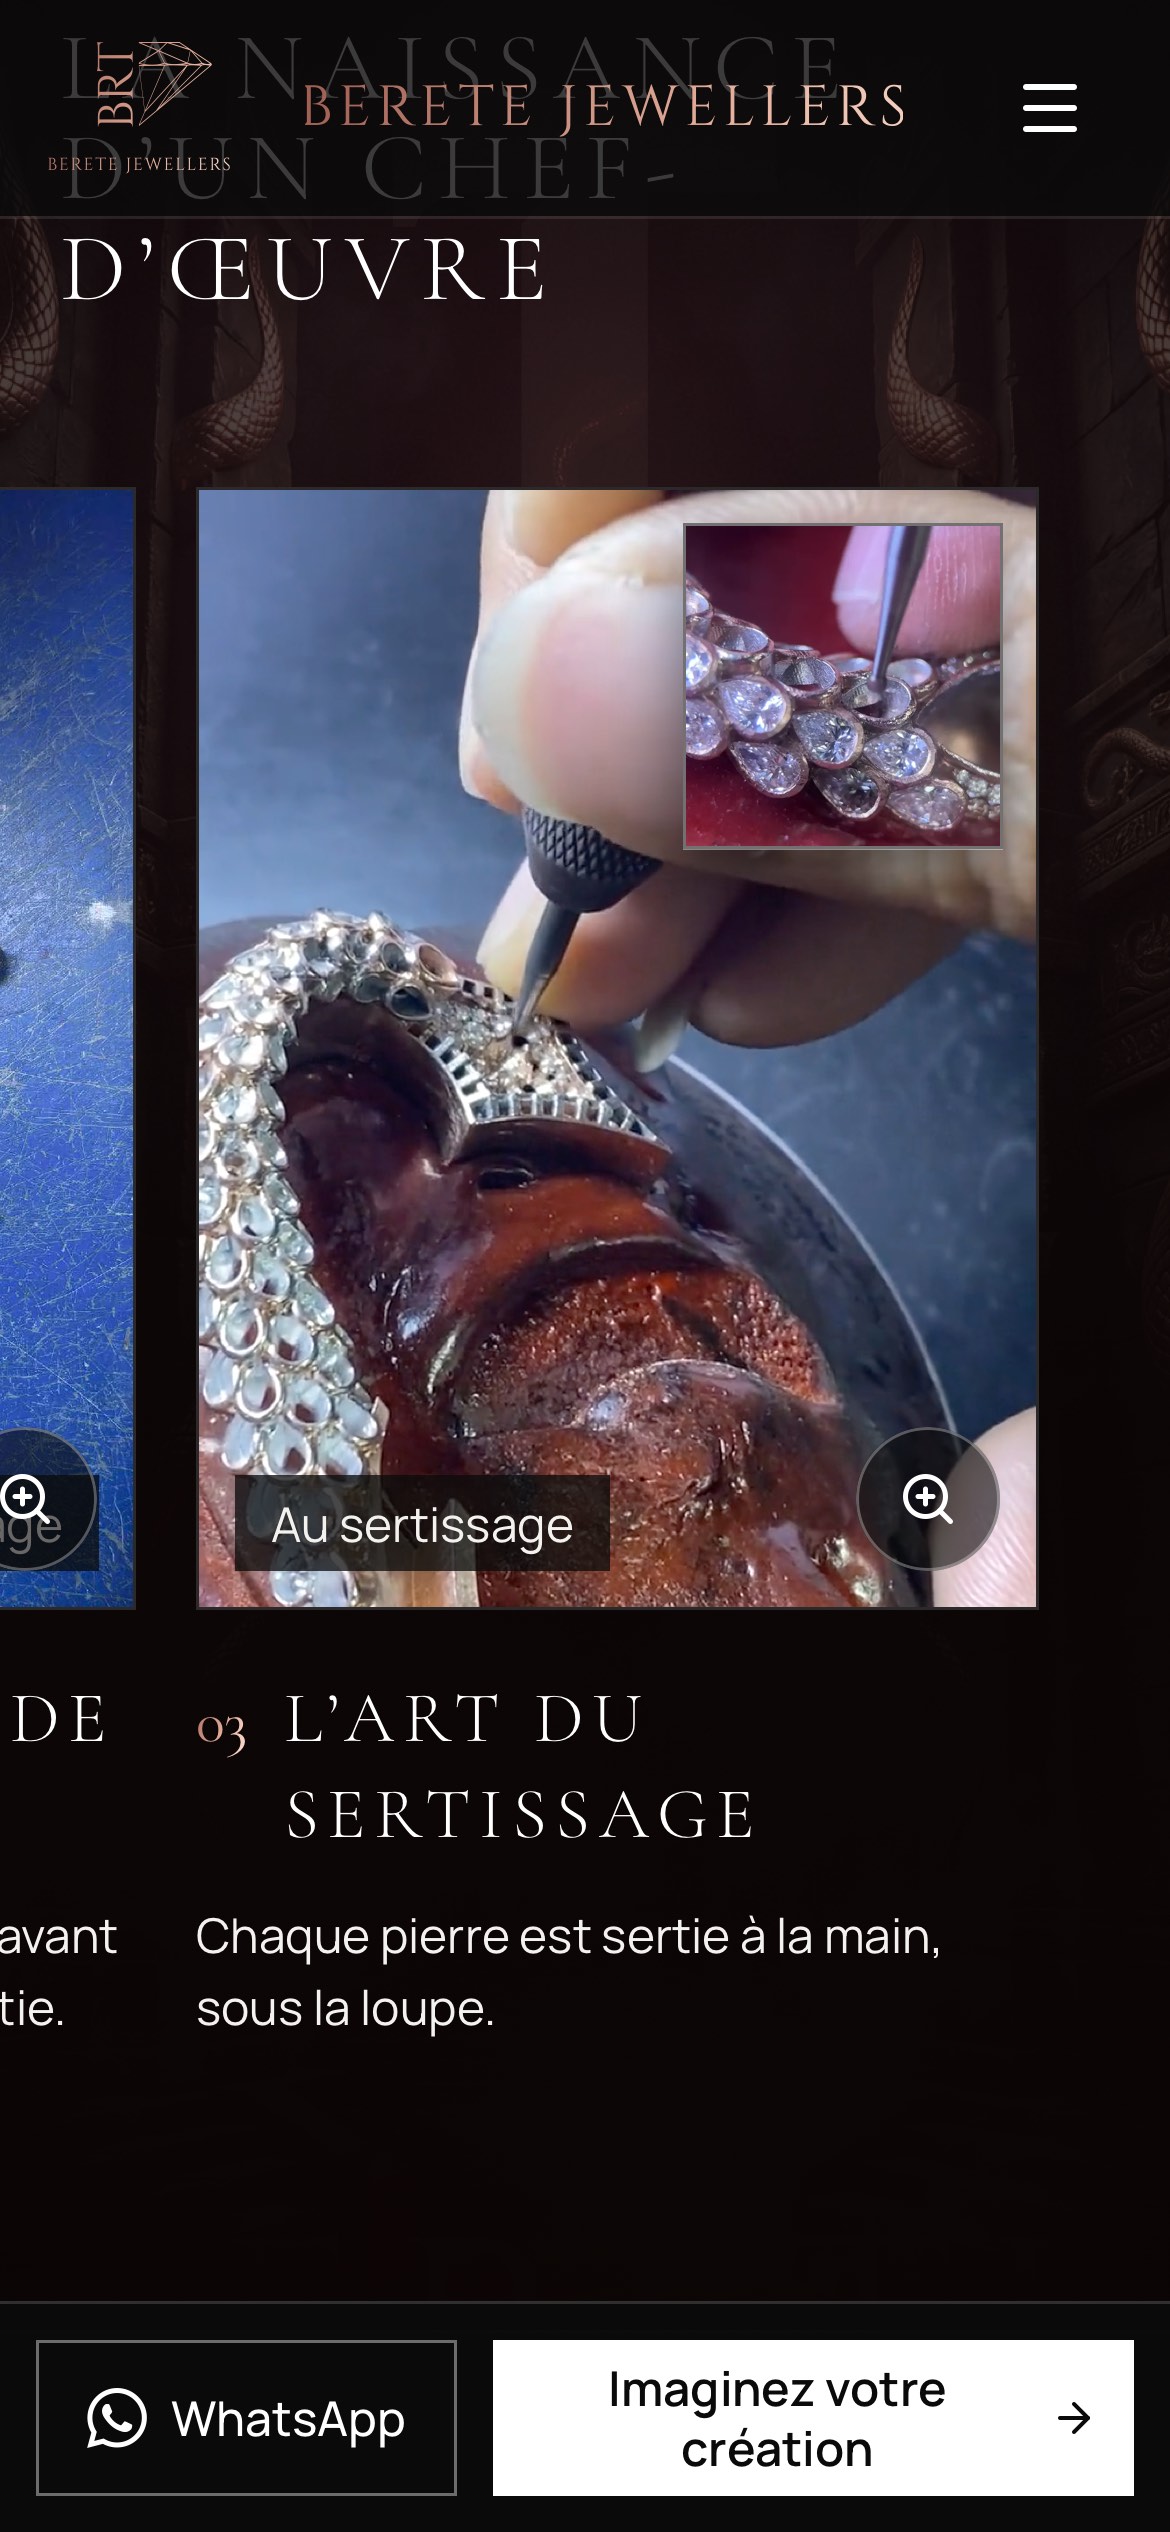 LA NAISSANCE
D’UN CHEF-
D’ŒUVRE
BRT
BERETE JEWELLERS
BERETE JEWELLERS
age
Au sertissage
DE
03 L’ART DU
SERTISSAGE
avant
tie.
Chaque pierre est sertie à la main,
sous la loupe.
WhatsApp
Imaginez votre
création